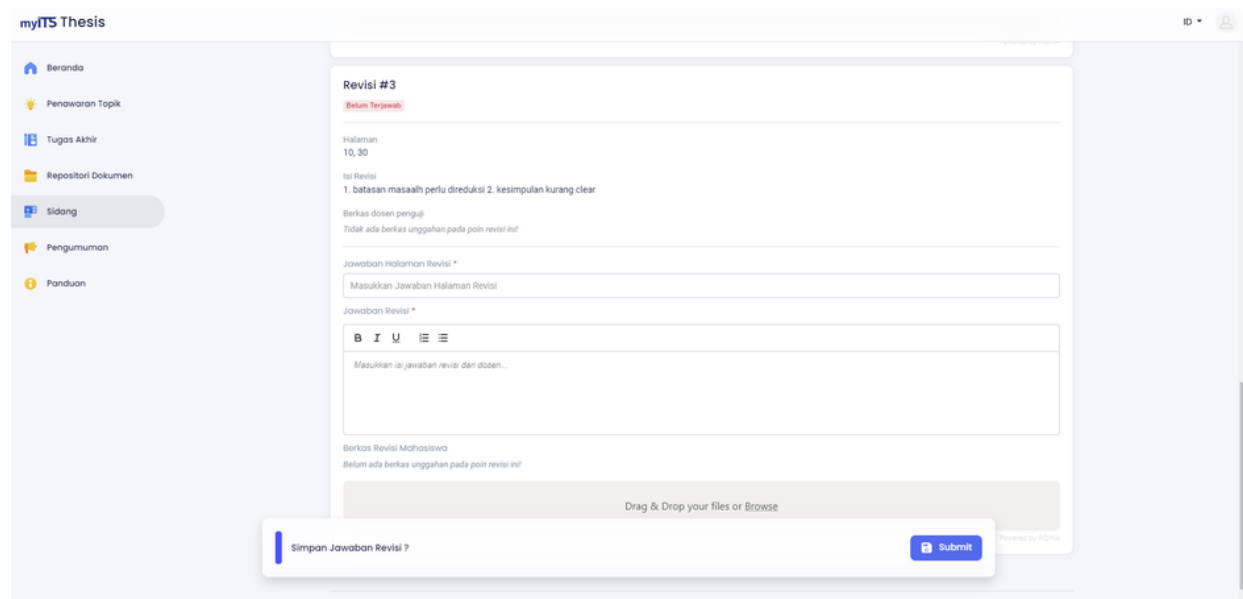 myITS Thesis
ID
Beranda
Penawaran Topik
Tugas Akhir
Repositori Dokumen
Sidang
Pengumuman
Panduan
Revisi #3
Belum Terjawab
Halaman
10, 30
Isi Revisi
1. batasan masaalh perlu direduksi 2. kesimpulan kurang clear
Berkas dosen penguji
Tidak ada berkas unggahan pada poin revisi ini!
Jawaban Halaman Revisi *
Masukkan Jawaban Halaman Revisi
Jawaban Revisi *
B I U
Masukkan isi jawaban revisi dari dosen...
Berkas Revisi Mahasiswa
Belum ada berkas unggahan pada poin revisi ini!
Drag & Drop your files or Browse
Powered by PQINA
Simpan Jawaban Revisi ?
Submit